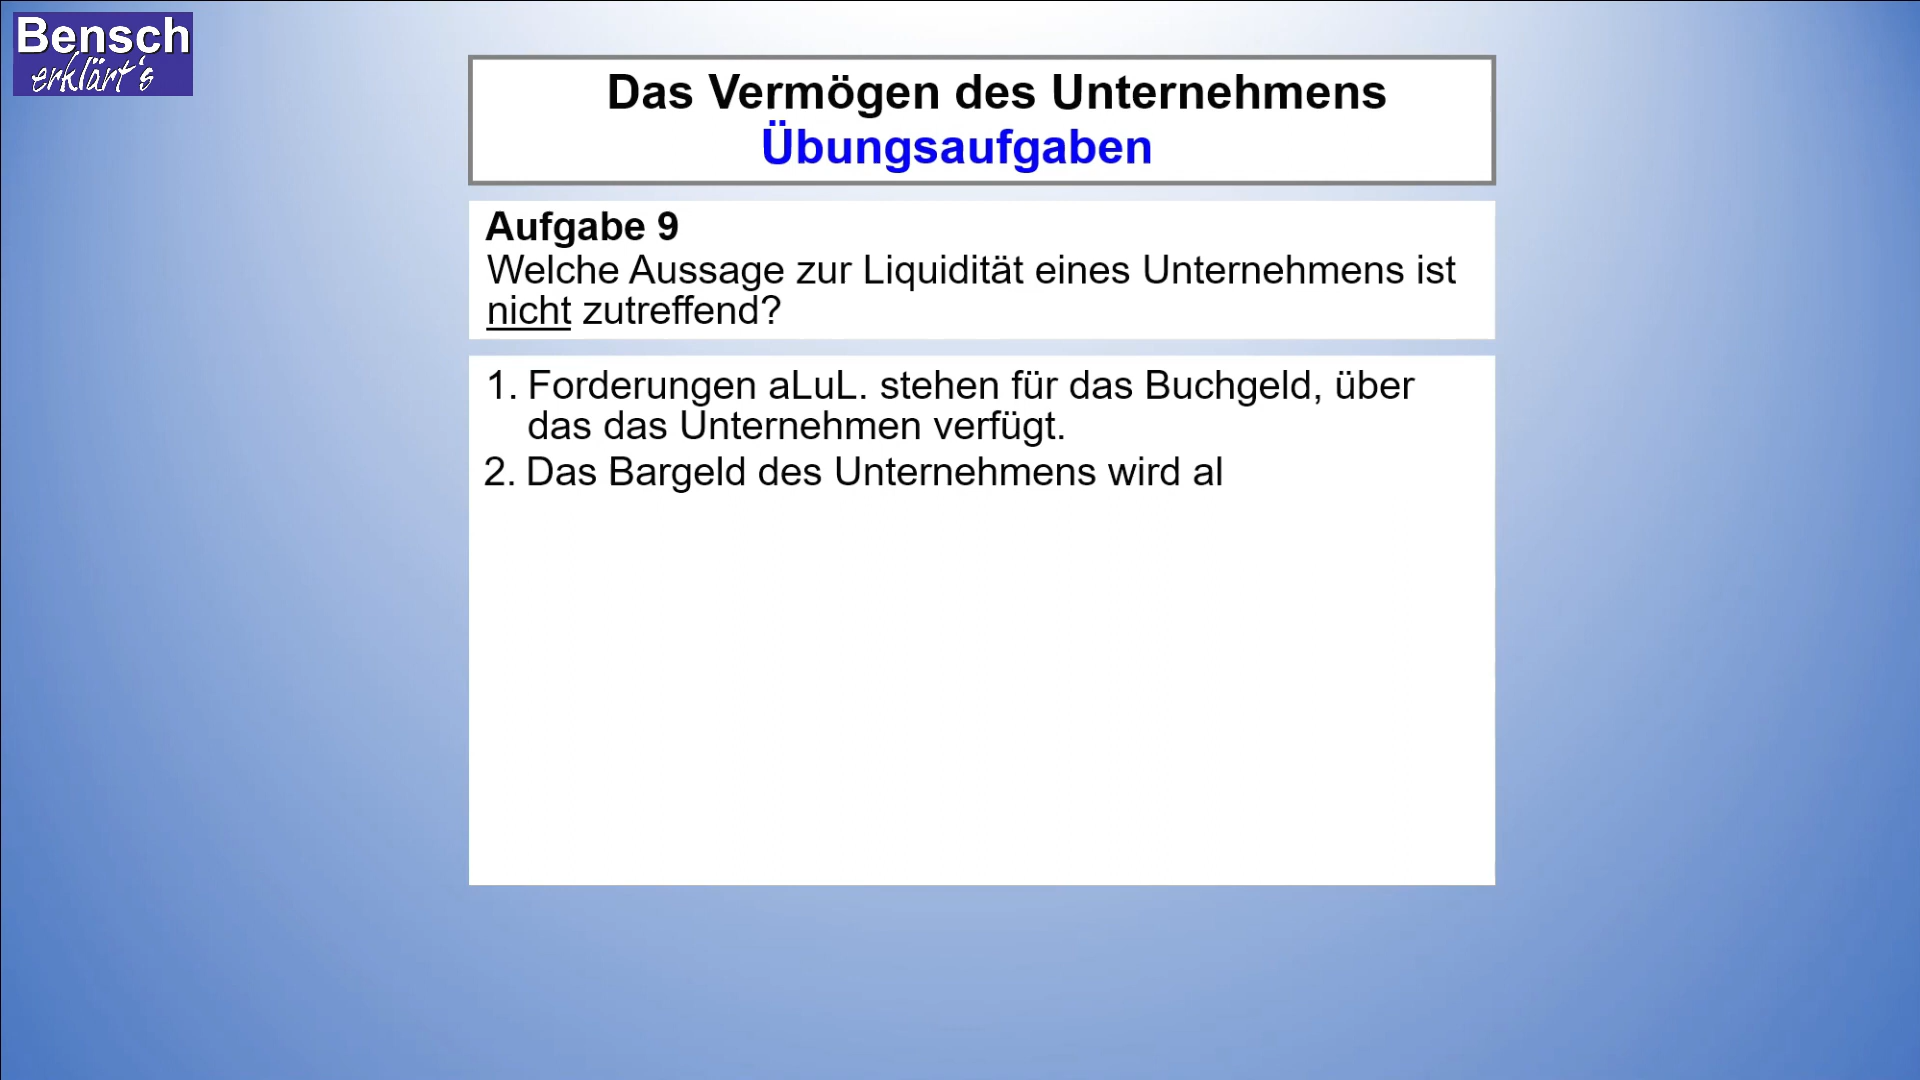 Bensch
erklärt's
Das Vermögen des Unternehmens
Übungsaufgaben
Aufgabe 9
Welche Aussage zur Liquidität eines Unternehmens ist
nicht zutreffend?
1. Forderungen aLuL. stehen für das Buchgeld, über
das das Unternehmen verfügt.
2. Das Bargeld des Unternehmens wird al